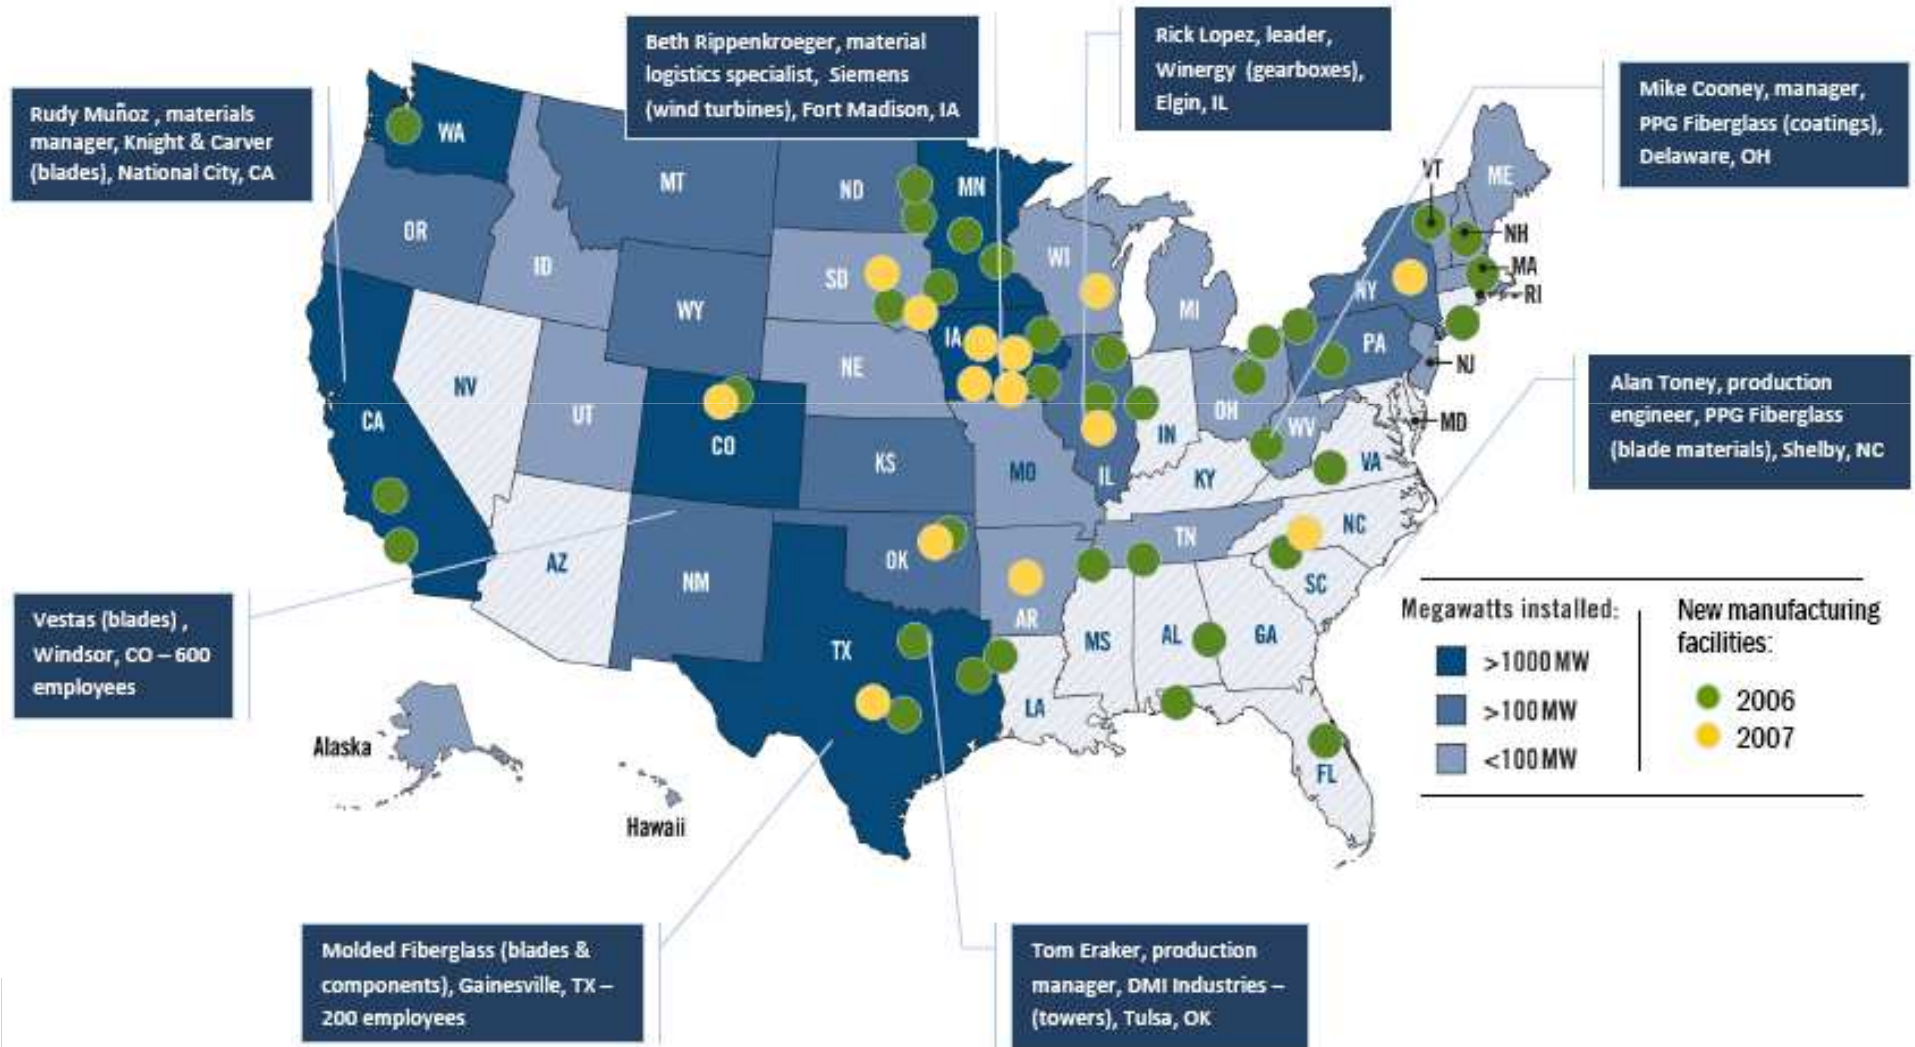 Beth Rippenkroeger, material
logistics specialist, Siemens
(wind turbines), Fort Madison, IA
Rick Lopez, leader,
Winergy (gearboxes),
Elgin, IL
Mike Cooney, manager,
PPG Fiberglass (coatings),
Delaware, OH
Rudy Muñoz , materials
manager, Knight & Carver
(blades), National City, CA
WA
MT
ND
MN
VT
ME
OR
ID
SD
WI
NH
MA
RI
WY
MI
NY
IA
PA
NV
NE
NJ
UT
OH
CA
CO
IN
WV
MD
KS
MO
IL
KY
VA
Alan Toney, production
engineer, PPG Fiberglass
(blade materials), Shelby, NC
AZ
NM
OK
TN
NC
AR
SC
TX
MS
AL
GA
LA
FL
Alaska
Hawaii
Vestas (blades) ,
Windsor, CO – 600
employees
Megawatts installed:
>1000 MW
>100 MW
<100 MW
New manufacturing
facilities:
2006
2007
Molded Fiberglass (blades &
components), Gainesville, TX –
200 employees
Tom Eraker, production
manager, DMI Industries –
(towers), Tulsa, OK